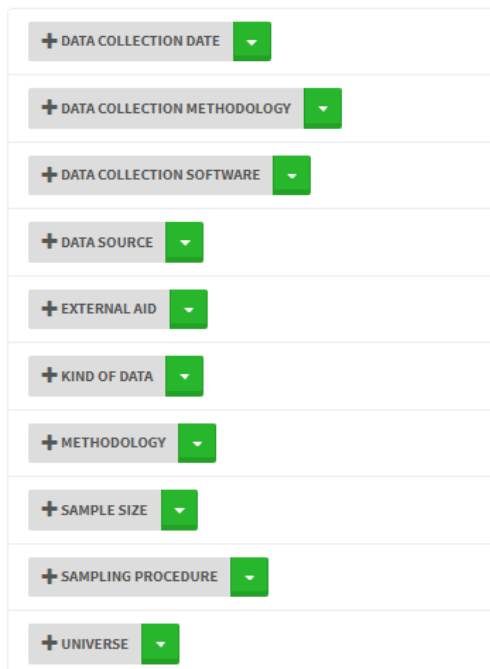 DATA COLLECTION DATE
DATA COLLECTION METHODOLOGY
DATA COLLECTION SOFTWARE
DATA SOURCE
EXTERNAL AID
KIND OF DATA
METHODOLOGY
SAMPLE SIZE
SAMPLING PROCEDURE
UNIVERSE